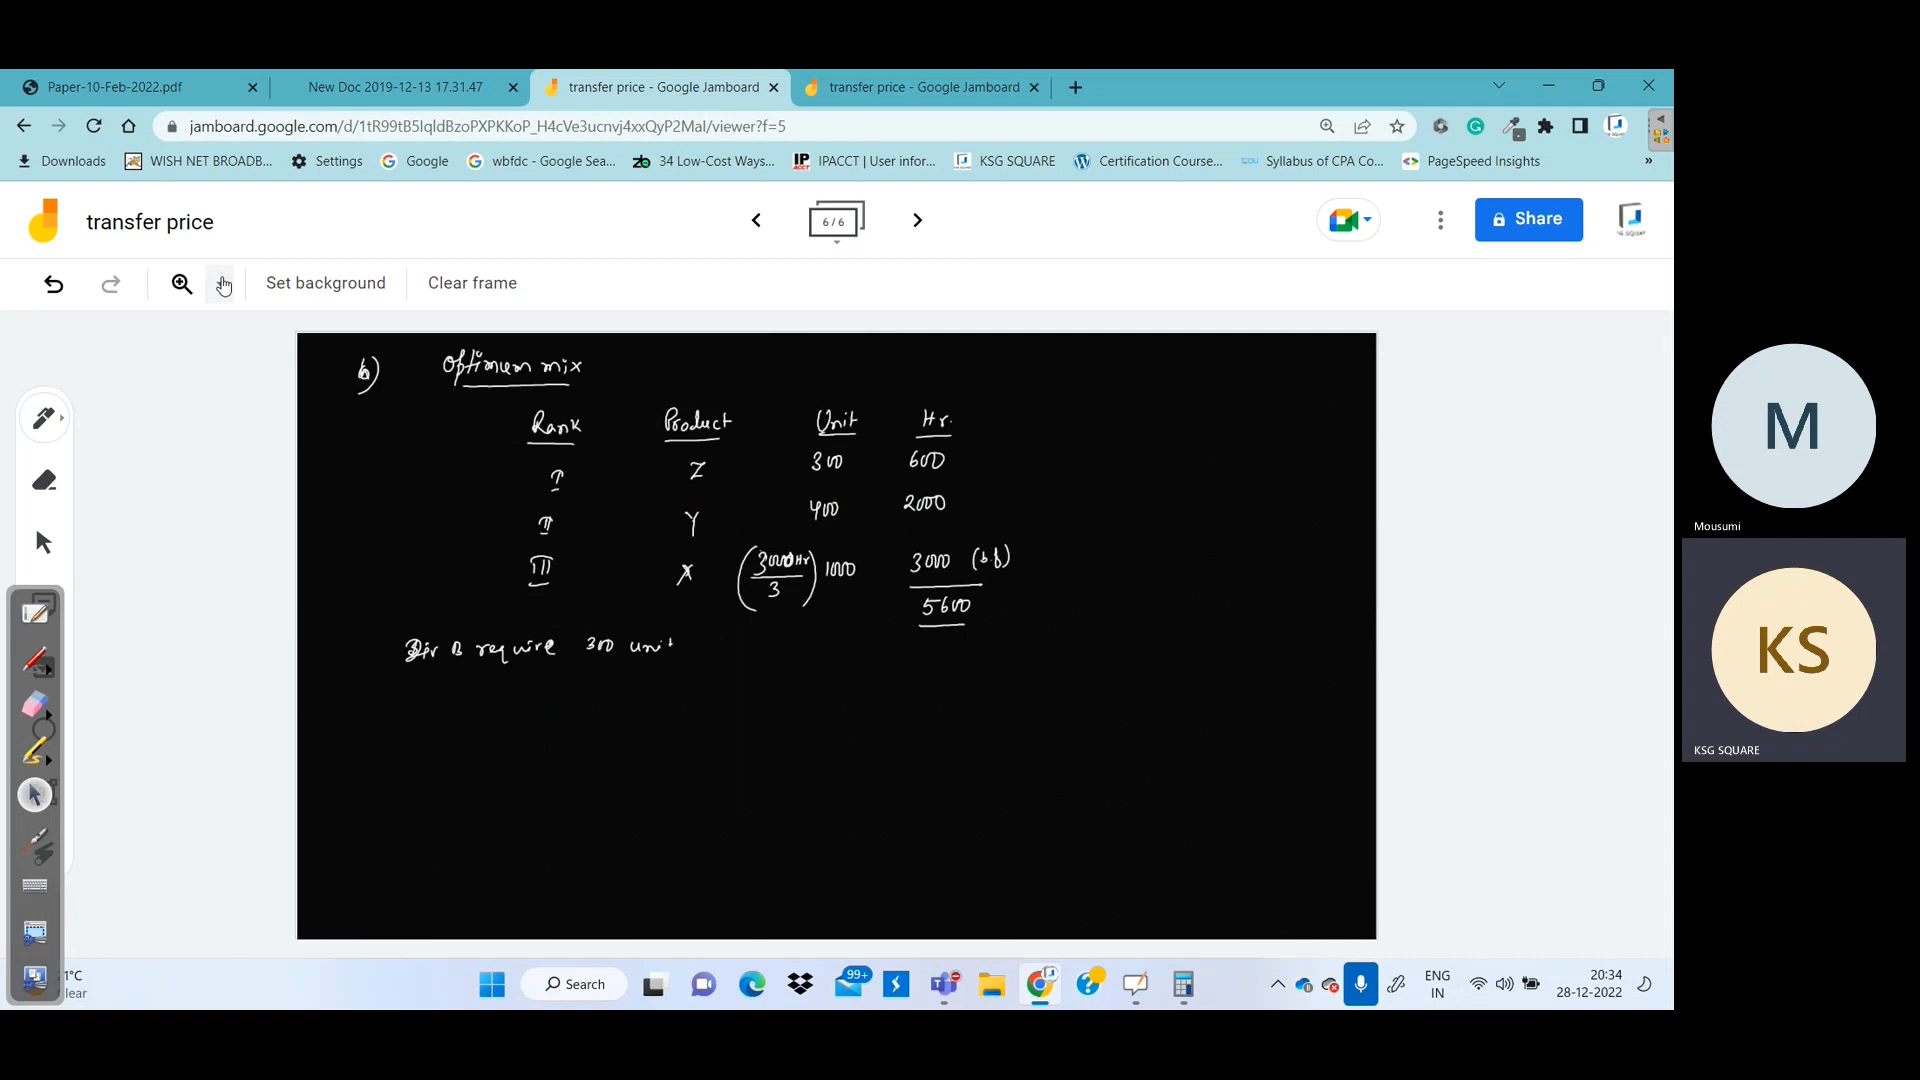 Paper-10-Feb-2022.pdf
New Doc 2019-12-13 17.31.47
transfer price - Google Jamboard
transfer price - Google Jamboard
jamboard.google.com/d/1tR99tB5IqldBzoPXPKKoP_H4cVe3ucnvj4xxQyP2MaI/viewer?f=5
Downloads
WISH NET BROADB...
Settings
Google
wbfdc - Google Sea...
34 Low-Cost Ways...
IPACCT | User infor...
KSG SQUARE
Certification Course...
Syllabus of CPA Co...
PageSpeed Insights
»
transfer price
6 / 6
Share
Set background
Clear frame
b) Optimum mix
Rank Product Unit Hr.
I Z 300 600
II Y 400 2000
III X (3000Hr/3) 1000 3000 (b.f)
5600
Div B require 300 unit
M
Mousumi
KS
KSG SQUARE
1°C
lear
Search
99+
ENG
IN
20:34
28-12-2022